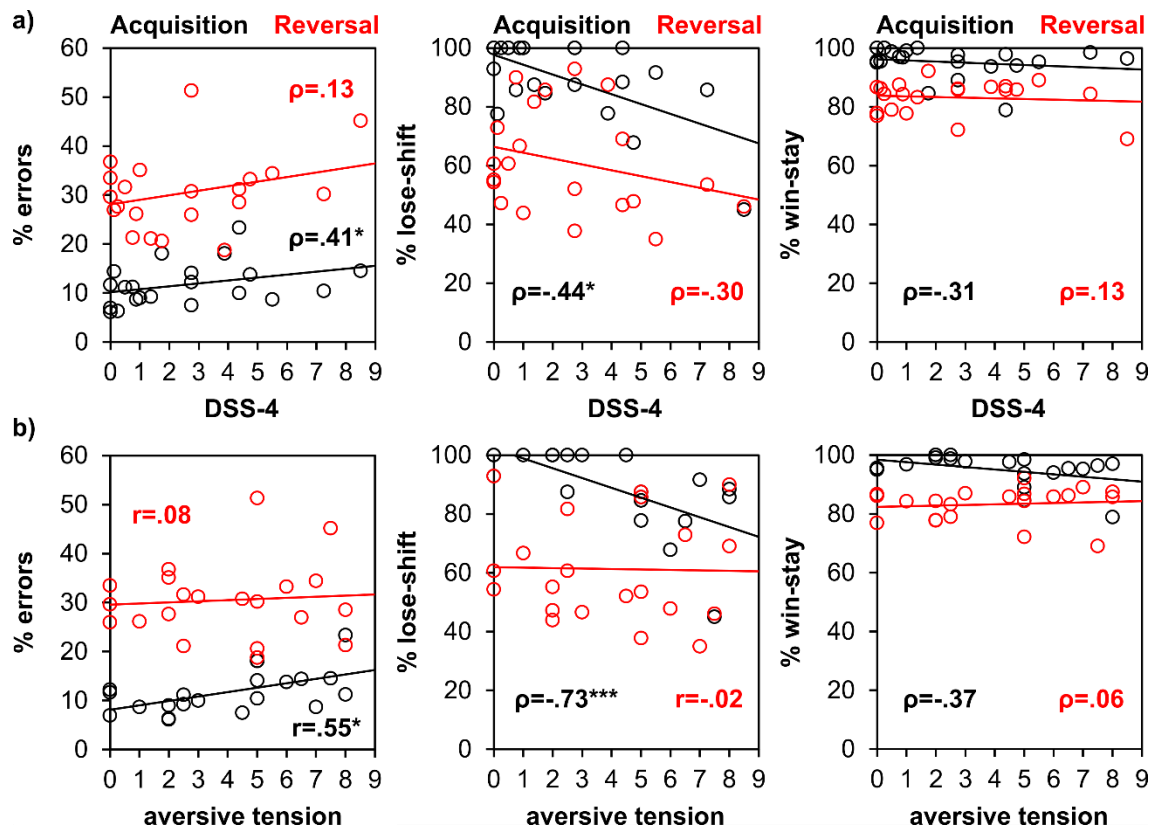 a)
Acquisition Reversal
% errors
60
50
40
30
20
10
0
ρ=.13
ρ=.41*
0 1 2 3 4 5 6 7 8 9
DSS-4
Acquisition Reversal
% lose-shift
100
80
60
40
20
0
ρ=-.44* ρ=-.30
0 1 2 3 4 5 6 7 8 9
DSS-4
Acquisition Reversal
% win-stay
100
80
60
40
20
0
ρ=-.31 ρ=.13
0 1 2 3 4 5 6 7 8 9
DSS-4
b)
% errors
60
50
40
30
20
10
0
r=.08
r=.55*
0 1 2 3 4 5 6 7 8 9
aversive tension
% lose-shift
100
80
60
40
20
0
ρ=-.73*** r=-.02
0 1 2 3 4 5 6 7 8 9
aversive tension
% win-stay
100
80
60
40
20
0
ρ=-.37 ρ=.06
0 1 2 3 4 5 6 7 8 9
aversive tension